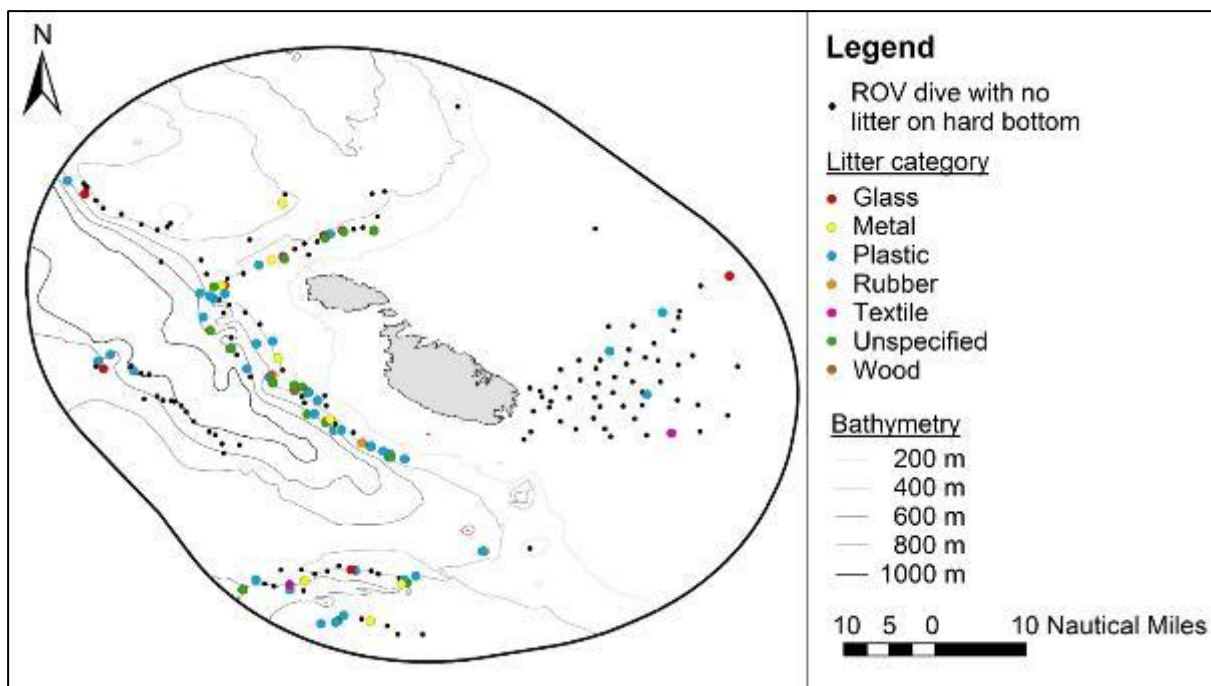 N
Legend
ROV dive with no
litter on hard bottom
Litter category
Glass
Metal
Plastic
Rubber
Textile
Unspecified
Wood
Bathymetry
200 m
400 m
600 m
800 m
1000 m
10 5 0 10 Nautical Miles